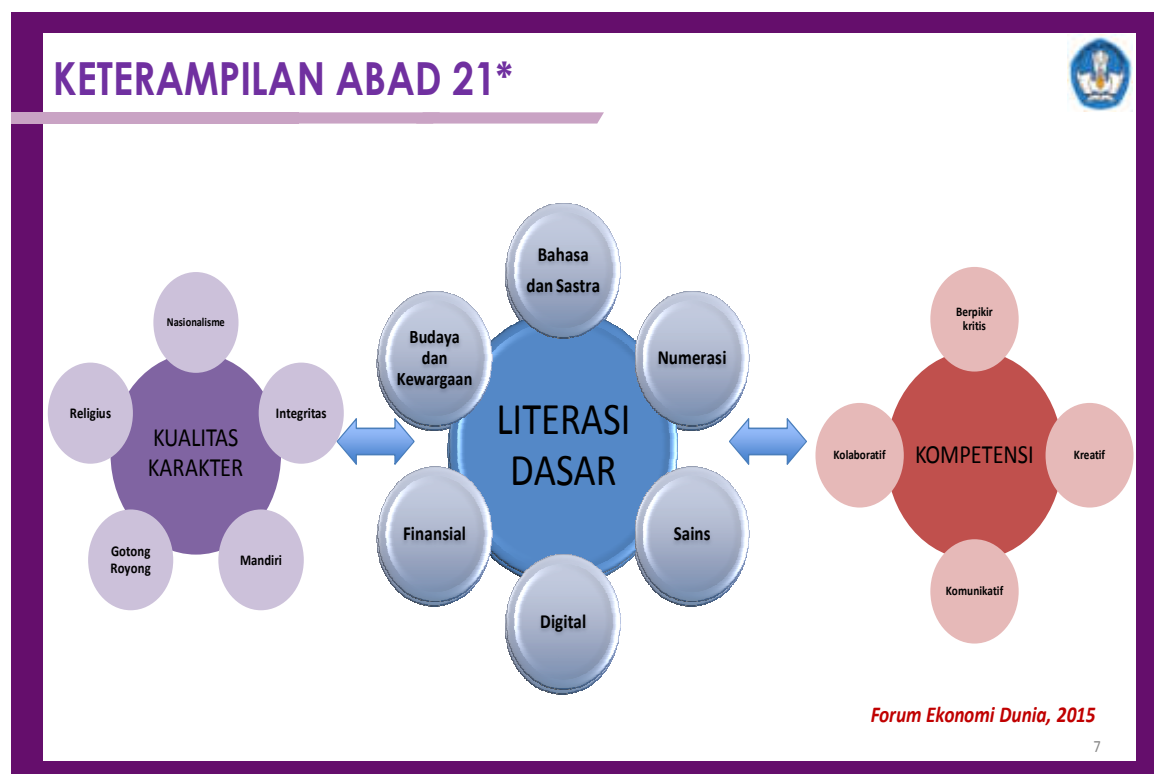 KETERAMPILAN ABAD 21*
Nasionalisme
Religius
Integritas
KUALITAS
KARAKTER
Gotong
Royong
Mandiri
Bahasa
dan Sastra
Budaya
dan
Kewargaan
Numerasi
LITERASI
DASAR
Finansial
Sains
Digital
Berpikir
kritis
Kolaboratif
KOMPETENSI
Kreatif
Komunikatif
Forum Ekonomi Dunia, 2015
7